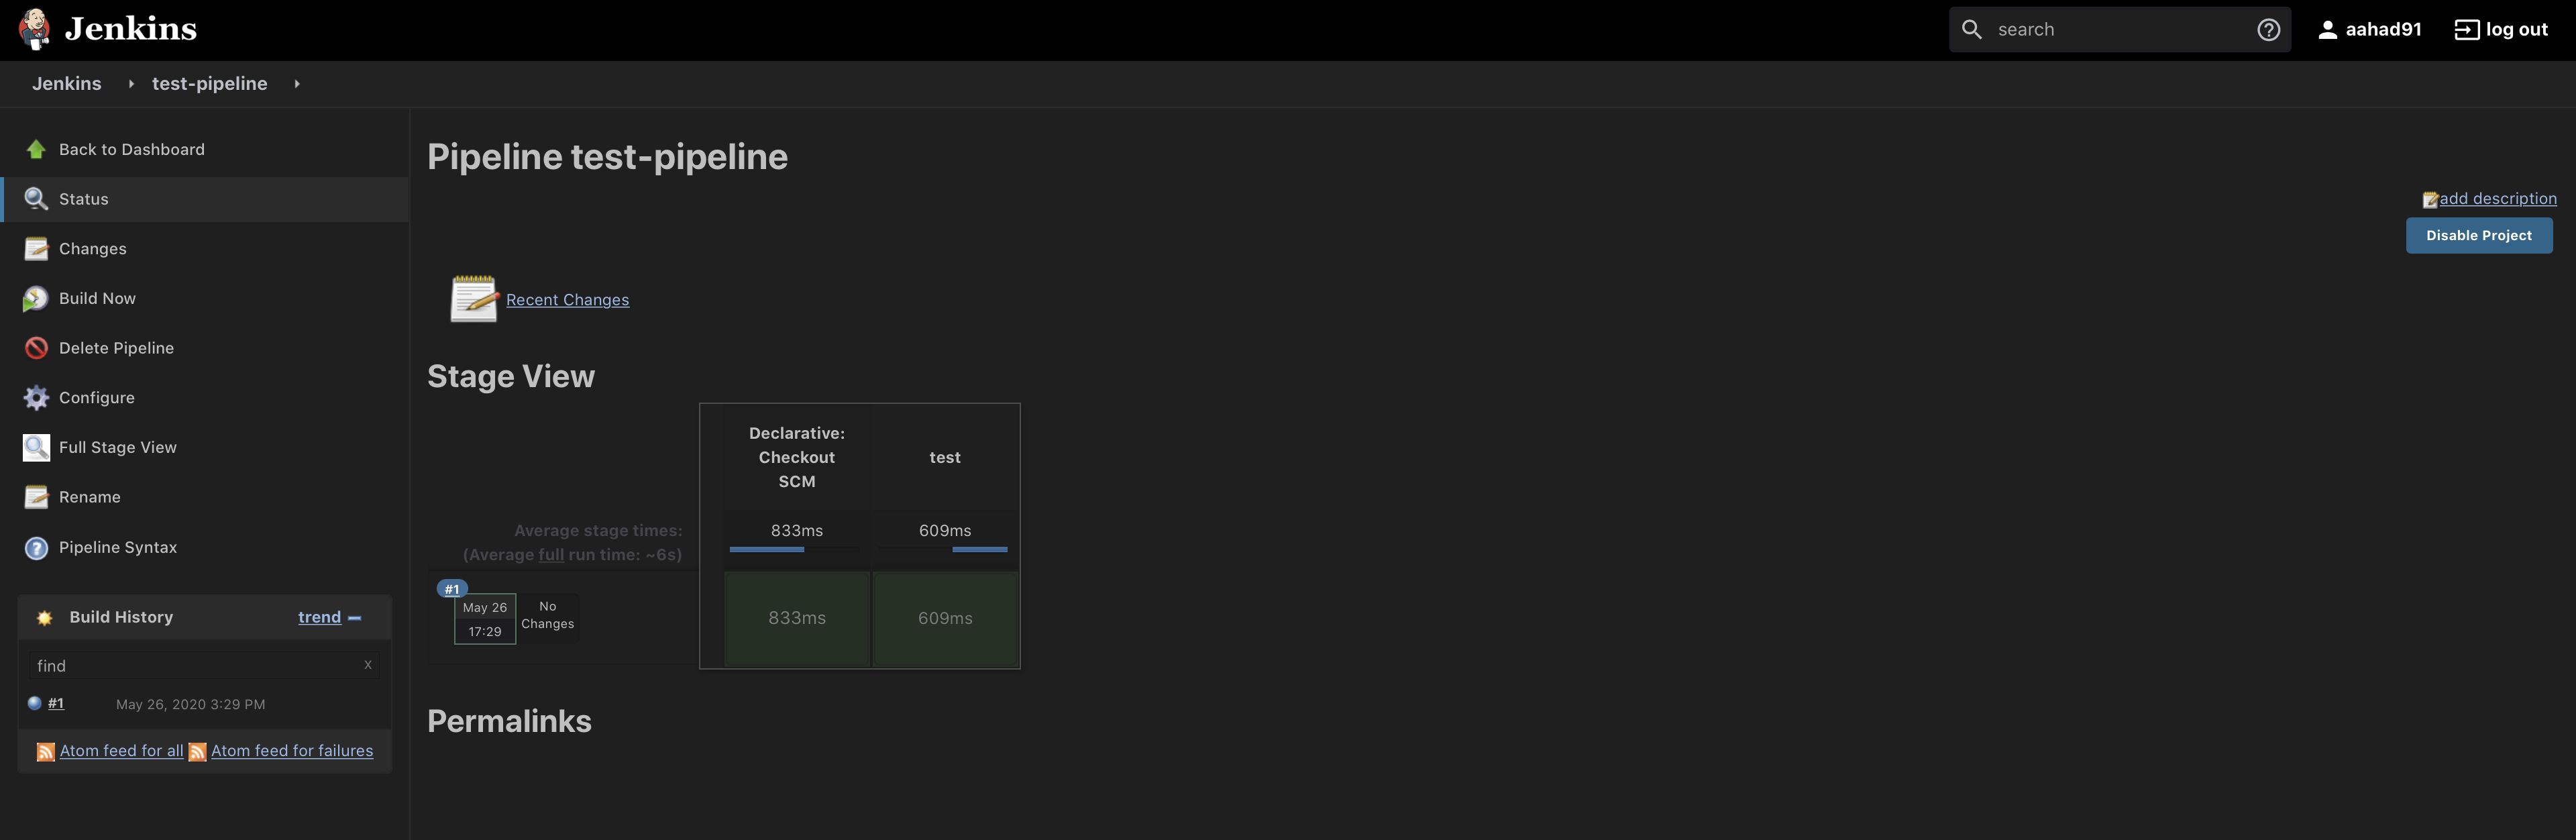 Jenkins
search
aahad91
log out
Jenkins
test-pipeline
Back to Dashboard
Status
Changes
Build Now
Delete Pipeline
Configure
Full Stage View
Rename
Pipeline Syntax
Build History
trend
find
x
#1
May 26, 2020 3:29 PM
Atom feed for all
Atom feed for failures
Pipeline test-pipeline
add description
Disable Project
Recent Changes
Stage View
Declarative:
Checkout
SCM
test
Average stage times:
(Average full run time: ~6s)
833ms
609ms
#1
May 26
17:29
No
Changes
833ms
609ms
Permalinks